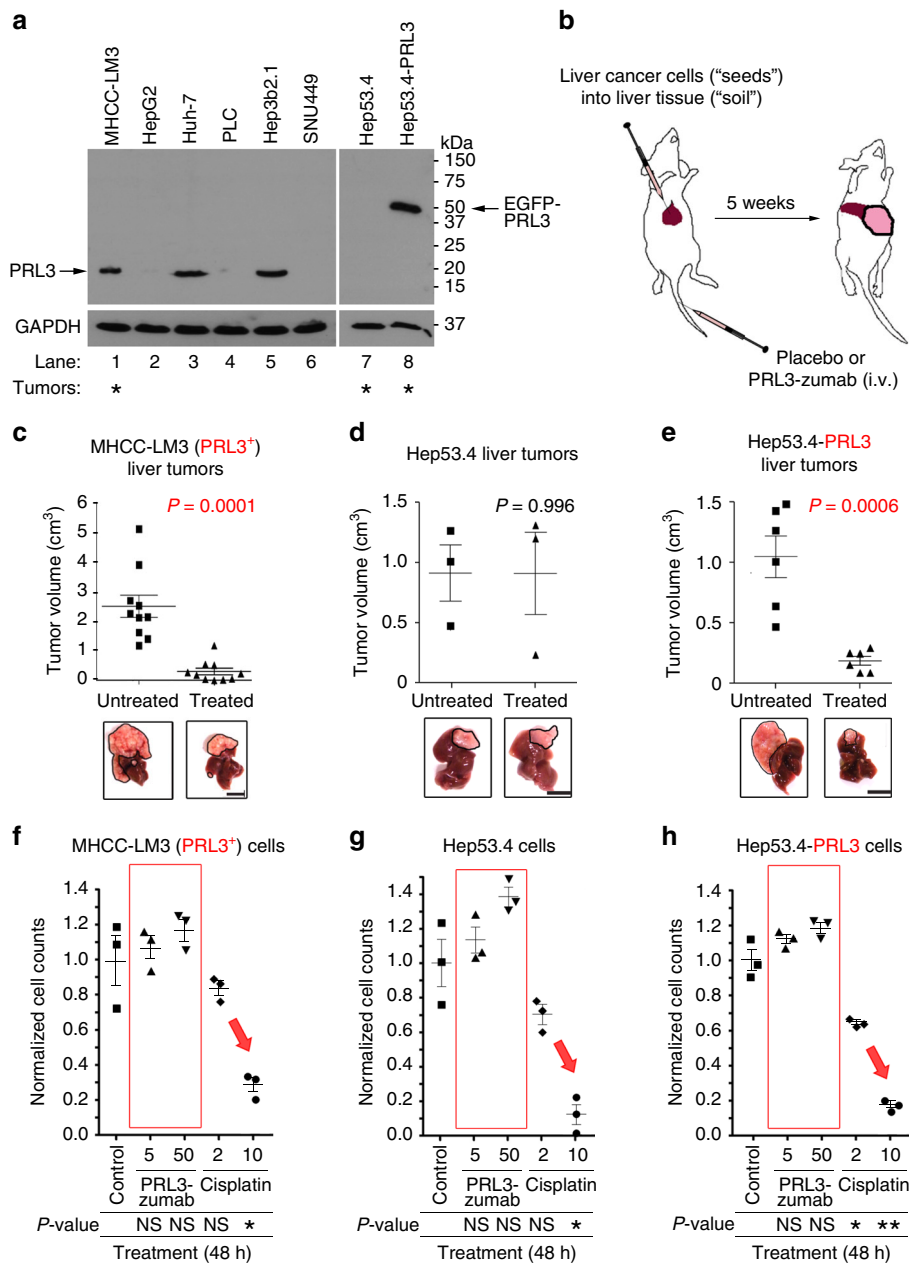 a
MHCC-LM3
HepG2
Huh-7
PLC
Hep3b2.1
SNU449
Hep53.4
Hep53.4-PRL3
kDa
150
75
50
37
25
20
15
37
EGFP-
PRL3
PRL3
GAPDH
Lane: 1 2 3 4 5 6 7 8
Tumors: * * *
b
Liver cancer cells (“seeds”)
into liver tissue (“soil”)
5 weeks
Placebo or
PRL3-zumab (i.v.)
c
MHCC-LM3 (PRL3+)
liver tumors
P = 0.0001
Tumor volume (cm3)
6
5
4
3
2
1
0
Untreated Treated
d
Hep53.4 liver tumors
P = 0.996
Tumor volume (cm3)
1.5
1.0
0.5
0
Untreated Treated
e
Hep53.4-PRL3
liver tumors
P = 0.0006
Tumor volume (cm3)
1.5
1.0
0.5
0
Untreated Treated
f
MHCC-LM3 (PRL3+) cells
Normalized cell counts
1.4
1.2
1.0
0.8
0.6
0.4
0.2
0.0
Control 5 50 2 10
PRL3-
zumab
Cisplatin
P-value NS NS NS *
Treatment (48 h)
g
Hep53.4 cells
Normalized cell counts
1.4
1.2
1.0
0.8
0.6
0.4
0.2
0.0
Control 5 50 2 10
PRL3-
zumab
Cisplatin
P-value NS NS NS *
Treatment (48 h)
h
Hep53.4-PRL3 cells
Normalized cell counts
1.4
1.2
1.0
0.8
0.6
0.4
0.2
0.0
Control 5 50 2 10
PRL3-
zumab
Cisplatin
P-value NS NS * **
Treatment (48 h)